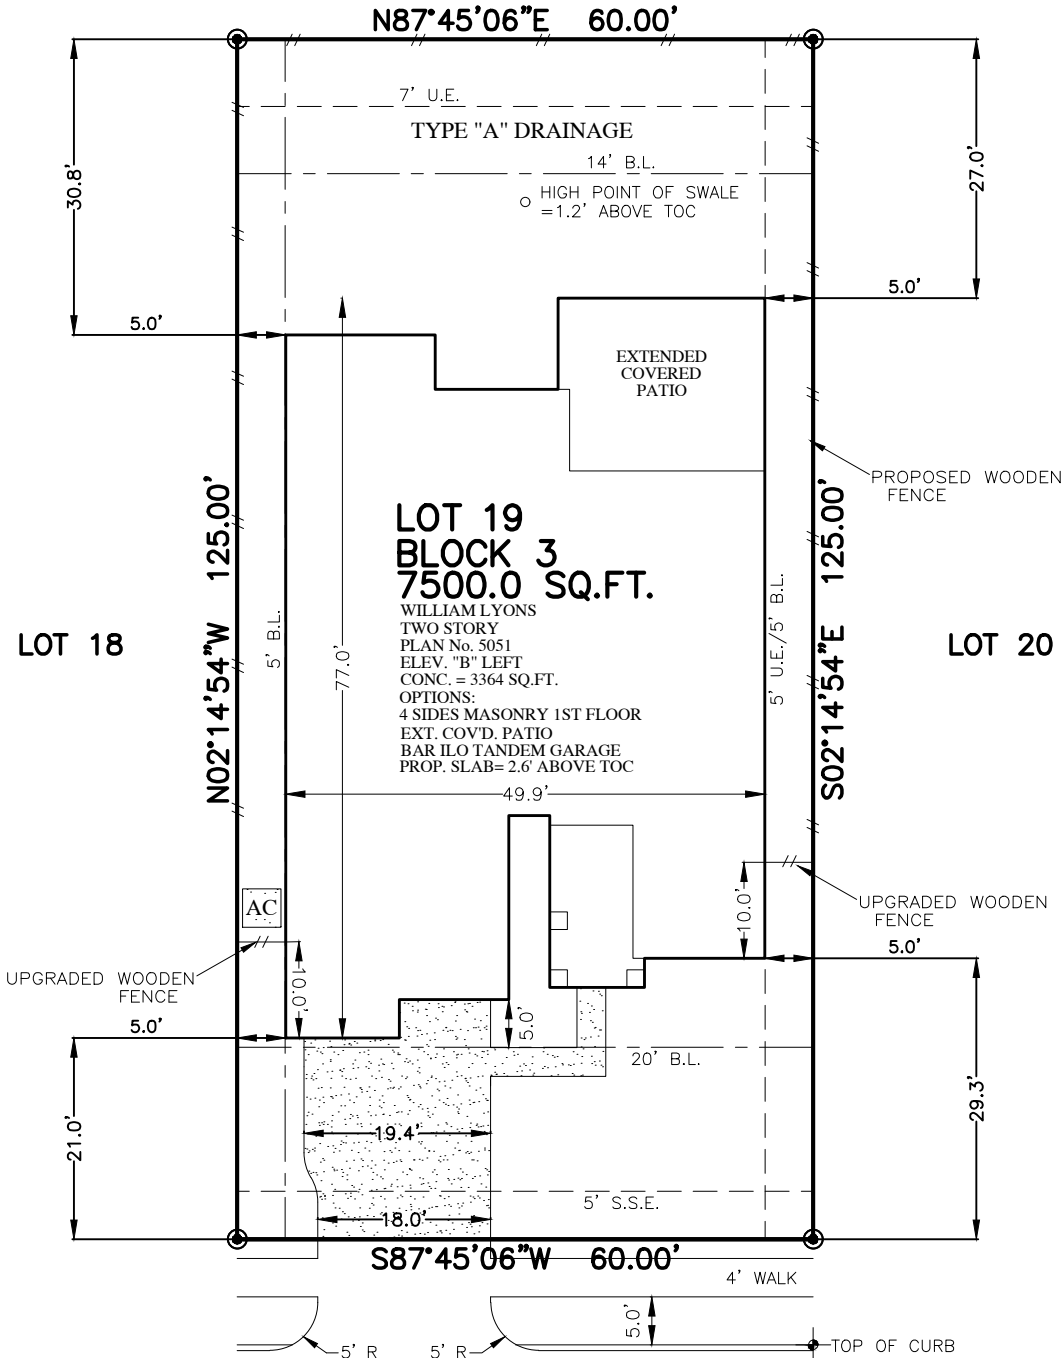 N87°45'06"E 60.00'
7' U.E.
TYPE "A" DRAINAGE
14' B.L.
HIGH POINT OF SWALE
=1.2' ABOVE TOC
30.8'
27.0'
5.0'
5.0'
EXTENDED
COVERED
PATIO
PROPOSED WOODEN
FENCE
N02°14'54"W 125.00'
S02°14'54"E 125.00'
LOT 19
BLOCK 3
7500.0 SQ.FT.
WILLIAM LYONS
TWO STORY
PLAN No. 5051
ELEV. "B" LEFT
CONC. = 3364 SQ.FT.
OPTIONS:
4 SIDES MASONRY 1ST FLOOR
EXT. COV'D. PATIO
BAR ILO TANDEM GARAGE
PROP. SLAB= 2.6' ABOVE TOC
LOT 18
LOT 20
5' B.L.
77.0'
5' U.E./5' B.L.
49.9'
AC
10.0'
UPGRADED WOODEN
FENCE
5.0'
UPGRADED WOODEN
FENCE
10.0'
5.0'
5.0'
20' B.L.
21.0'
29.3'
19.4'
5' S.S.E.
18.0'
S87°45'06"W 60.00'
4' WALK
5.0'
5' R
5' R
TOP OF CURB